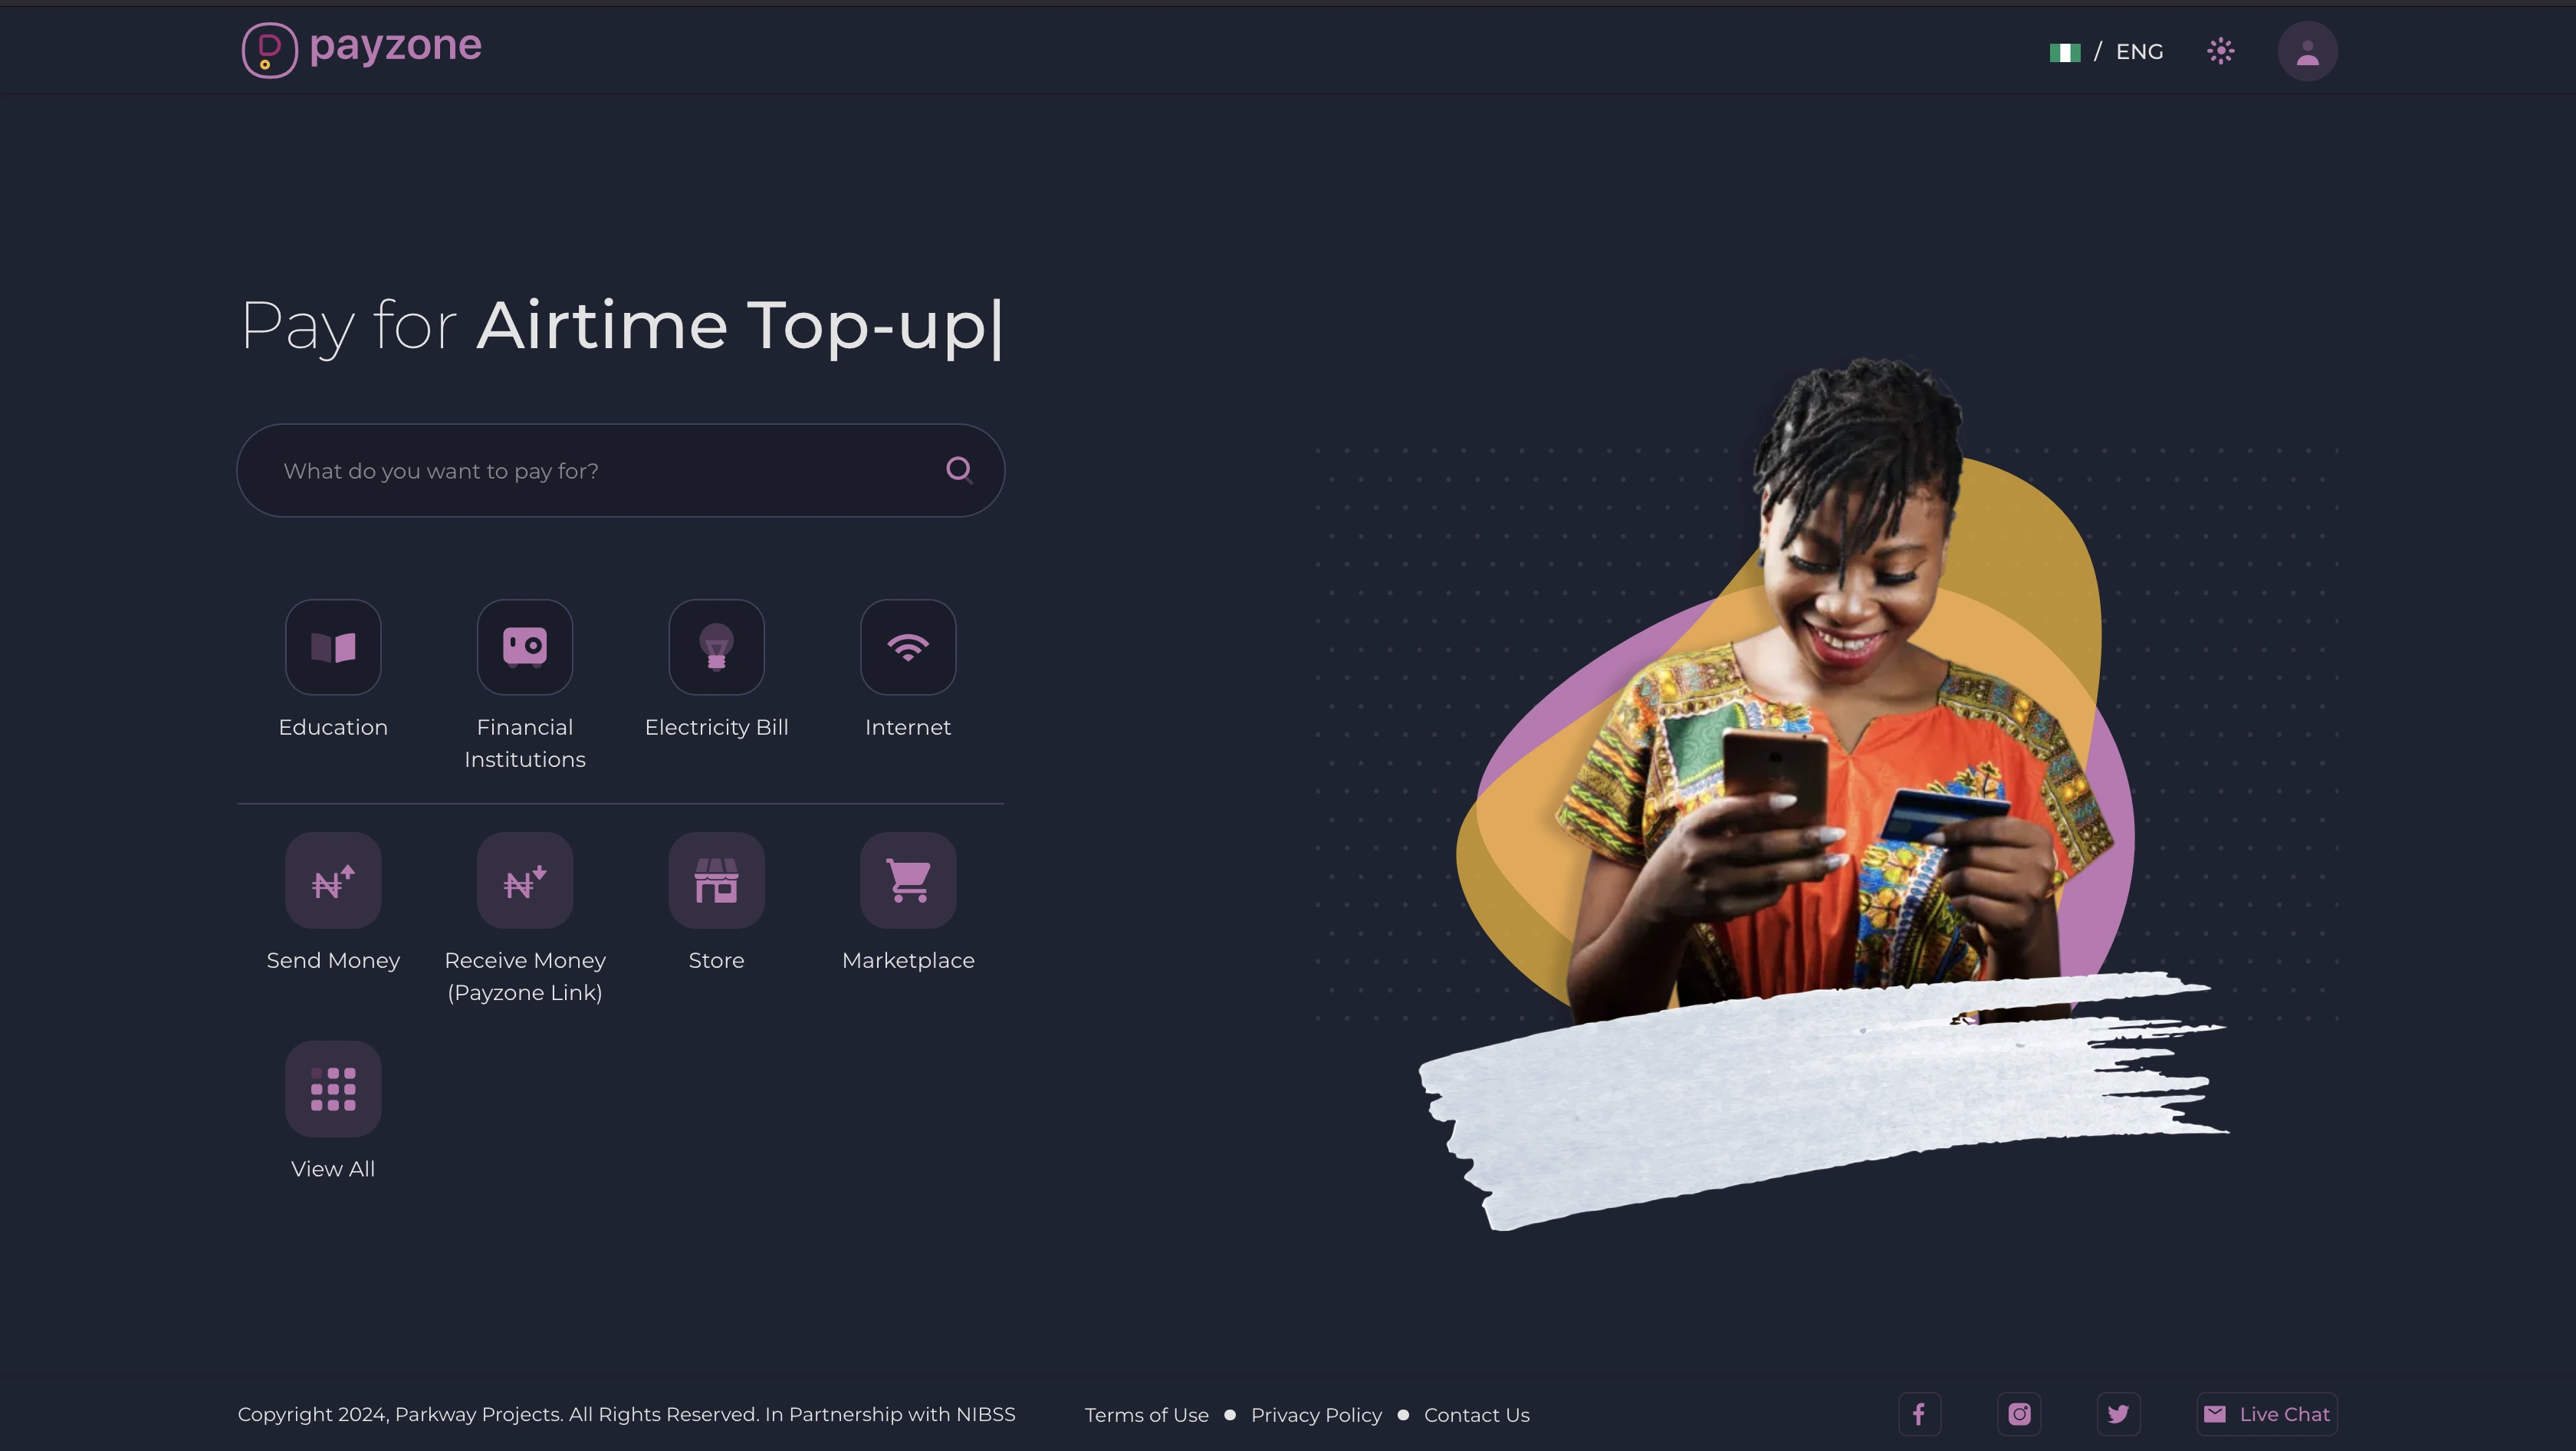 payzone
/ ENG
Pay for Airtime Top-up|
What do you want to pay for?
Education
Financial
Institutions
Electricity Bill
Internet
Send Money
Receive Money
(Payzone Link)
Store
Marketplace
View All
Copyright 2024, Parkway Projects. All Rights Reserved. In Partnership with NIBSS
Terms of Use ● Privacy Policy ● Contact Us
Live Chat